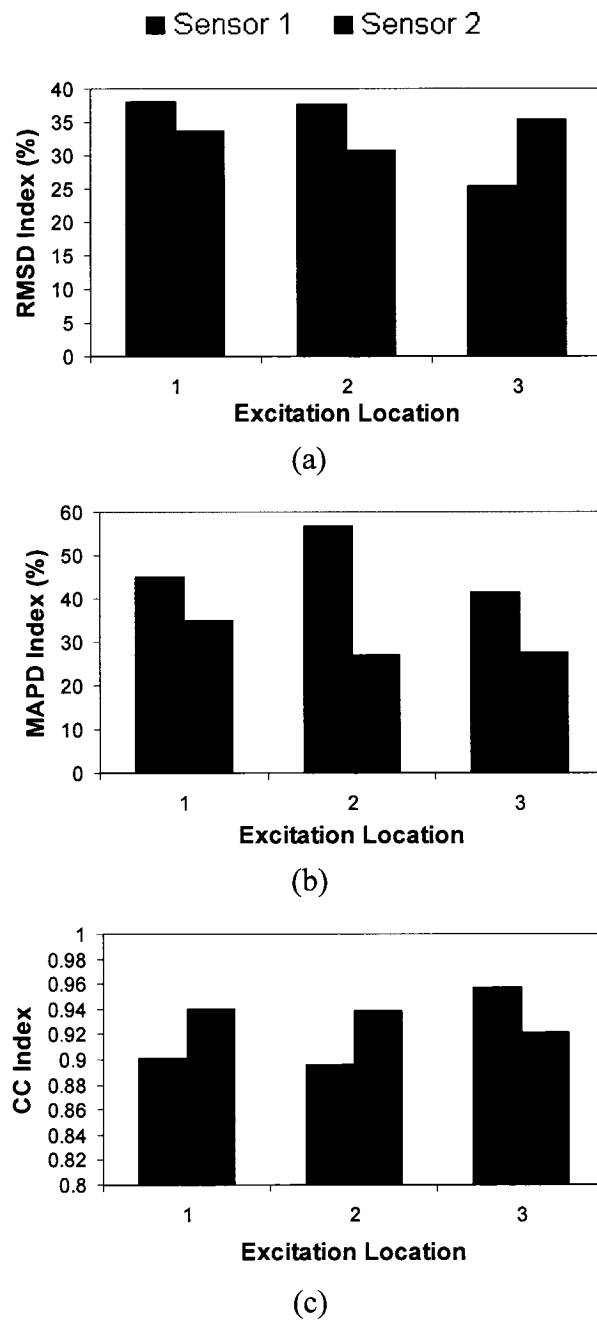 Sensor 1 Sensor 2
40
35
30
25
20
15
10
5
0
RMSD Index (%)
1 2 3
Excitation Location
(a)
60
50
40
30
20
10
0
MAPD Index (%)
1 2 3
Excitation Location
(b)
1
0.98
0.96
0.94
0.92
0.9
0.88
0.86
0.84
0.82
0.8
CC Index
1 2 3
Excitation Location
(c)